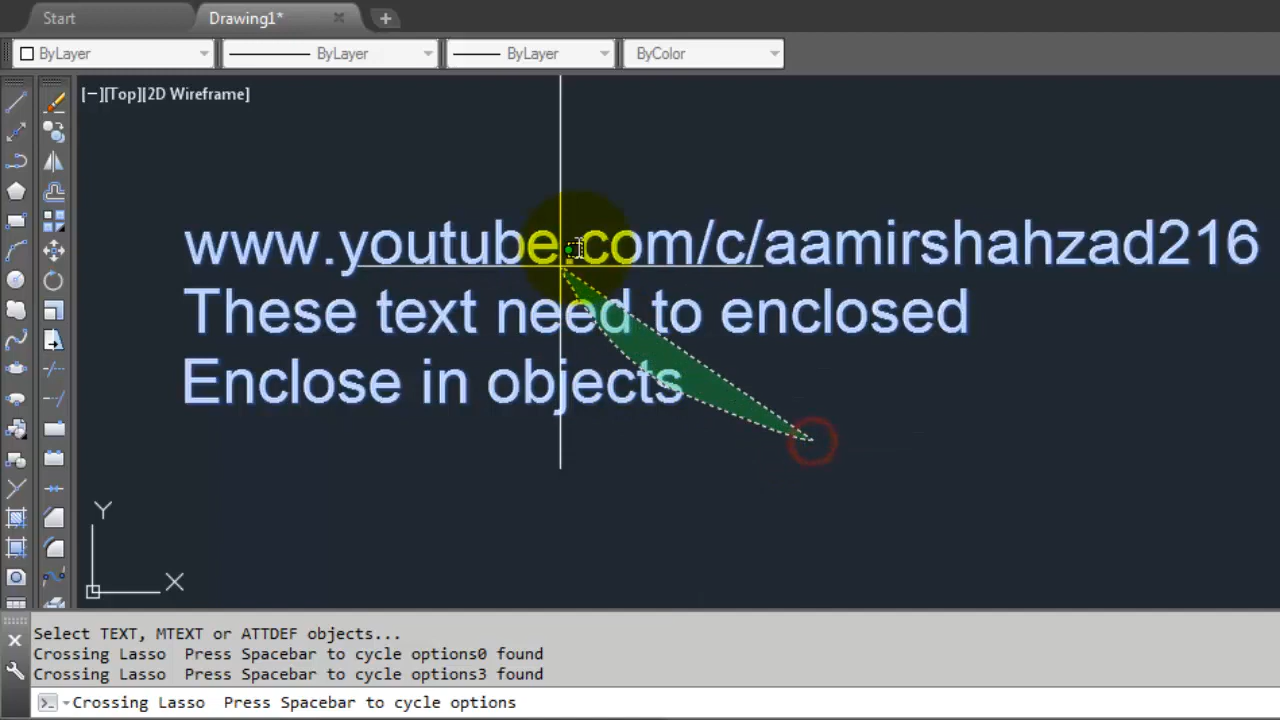 Start
Drawing1*
ByLayer
ByLayer
ByLayer
ByColor
[−][Top][2D Wireframe]
www.youtube.com/c/aamirshahzad216
These text need to enclosed
Enclose in objects
Y
X
Select TEXT, MTEXT or ATTDEF objects...
Crossing Lasso  Press Spacebar to cycle options0 found
Crossing Lasso  Press Spacebar to cycle options3 found
Crossing Lasso  Press Spacebar to cycle options